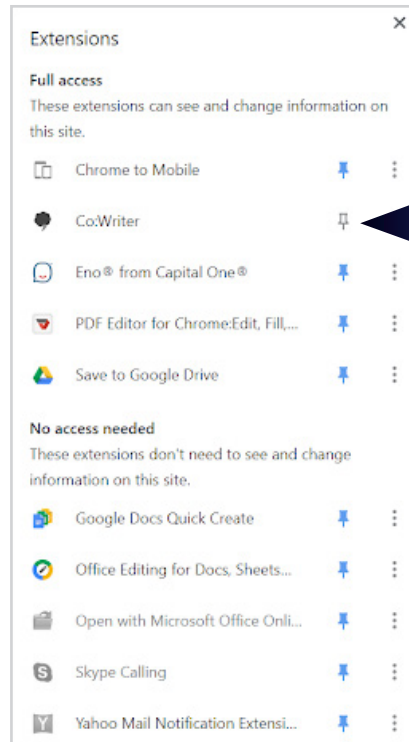 Extensions
Full access
These extensions can see and change information on
this site.
Chrome to Mobile
Co:Writer
Eno® from Capital One®
PDF Editor for Chrome:Edit, Fill,...
Save to Google Drive
No access needed
These extensions don't need to see and change
information on this site.
Google Docs Quick Create
Office Editing for Docs, Sheets...
Open with Microsoft Office Onli...
Skype Calling
Yahoo Mail Notification Extensi...